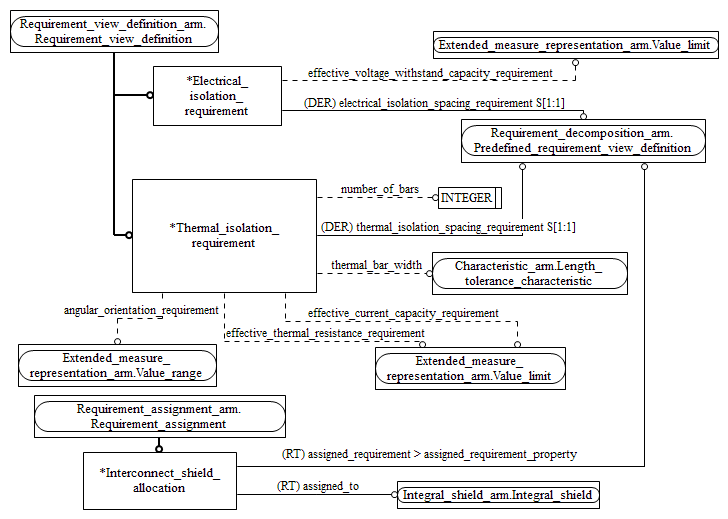 Requirement_view_definition_arm.
Requirement_view_definition
Extended_measure_representation_arm.Value_limit
*Electrical_
isolation_
requirement
effective_voltage_withstand_capacity_requirement
(DER) electrical_isolation_spacing_requirement S[1:1]
Requirement_decomposition_arm.
Predefined_requirement_view_definition
*Thermal_isolation_
requirement
number_of_bars
INTEGER
(DER) thermal_isolation_spacing_requirement S[1:1]
thermal_bar_width
Characteristic_arm.Length_
tolerance_characteristic
angular_orientation_requirement
effective_current_capacity_requirement
effective_thermal_resistance_requirement
Extended_measure_
representation_arm.Value_range
Extended_measure_
representation_arm.Value_limit
Requirement_assignment_arm.
Requirement_assignment
*Interconnect_shield_
allocation
(RT) assigned_requirement > assigned_requirement_property
(RT) assigned_to
Integral_shield_arm.Integral_shield